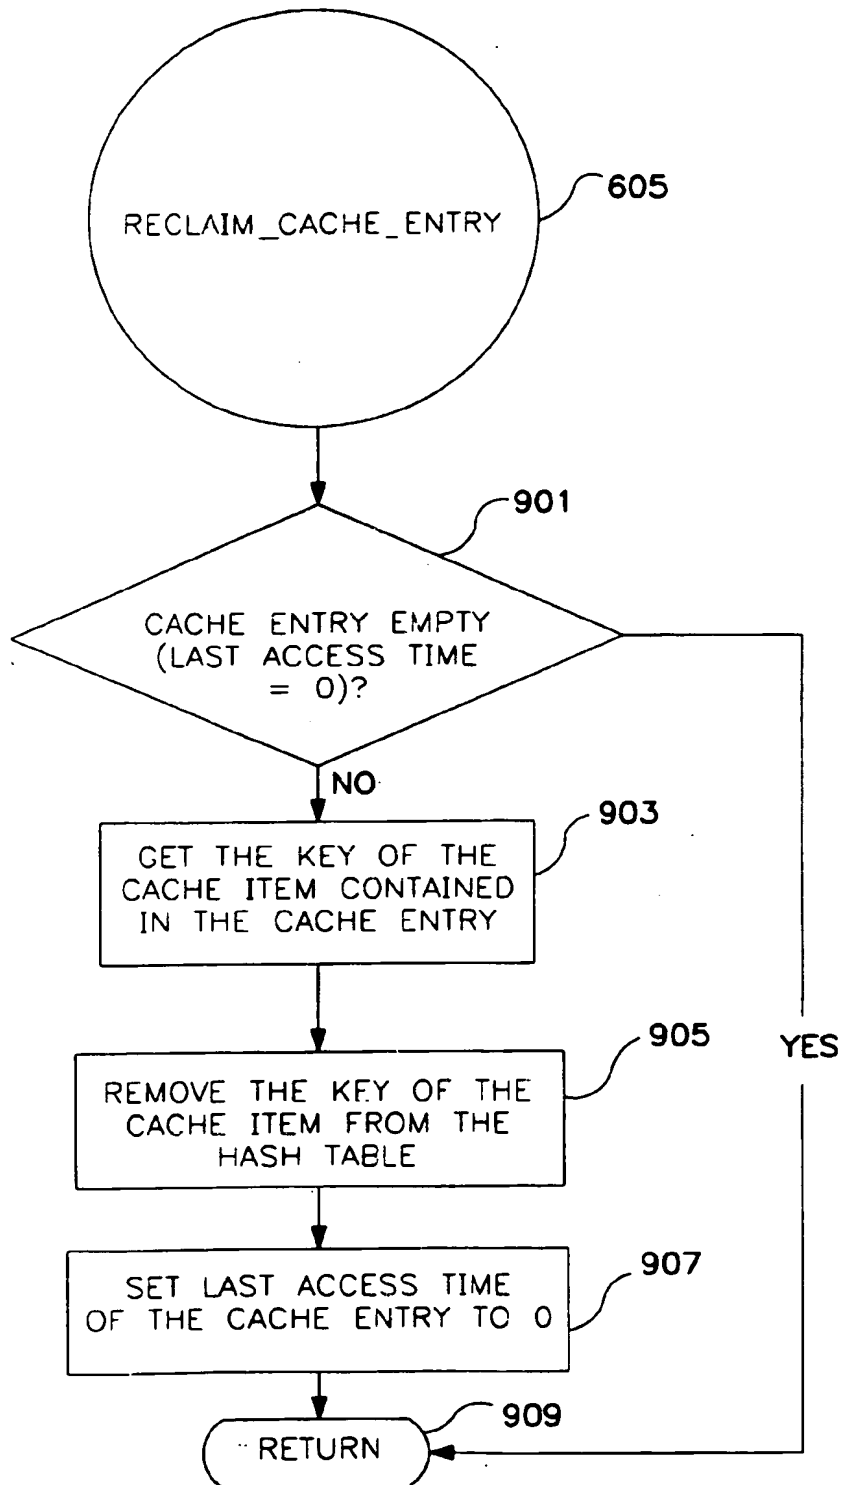 RECLAIM_CACHE_ENTRY
605
901
CACHE ENTRY EMPTY
(LAST ACCESS TIME
= 0)?
NO
903
GET THE KEY OF THE
CACHE ITEM CONTAINED
IN THE CACHE ENTRY
905
YES
REMOVE THE KEY OF THE
CACHE ITEM FROM THE
HASH TABLE
907
SET LAST ACCESS TIME
OF THE CACHE ENTRY TO 0
909
RETURN